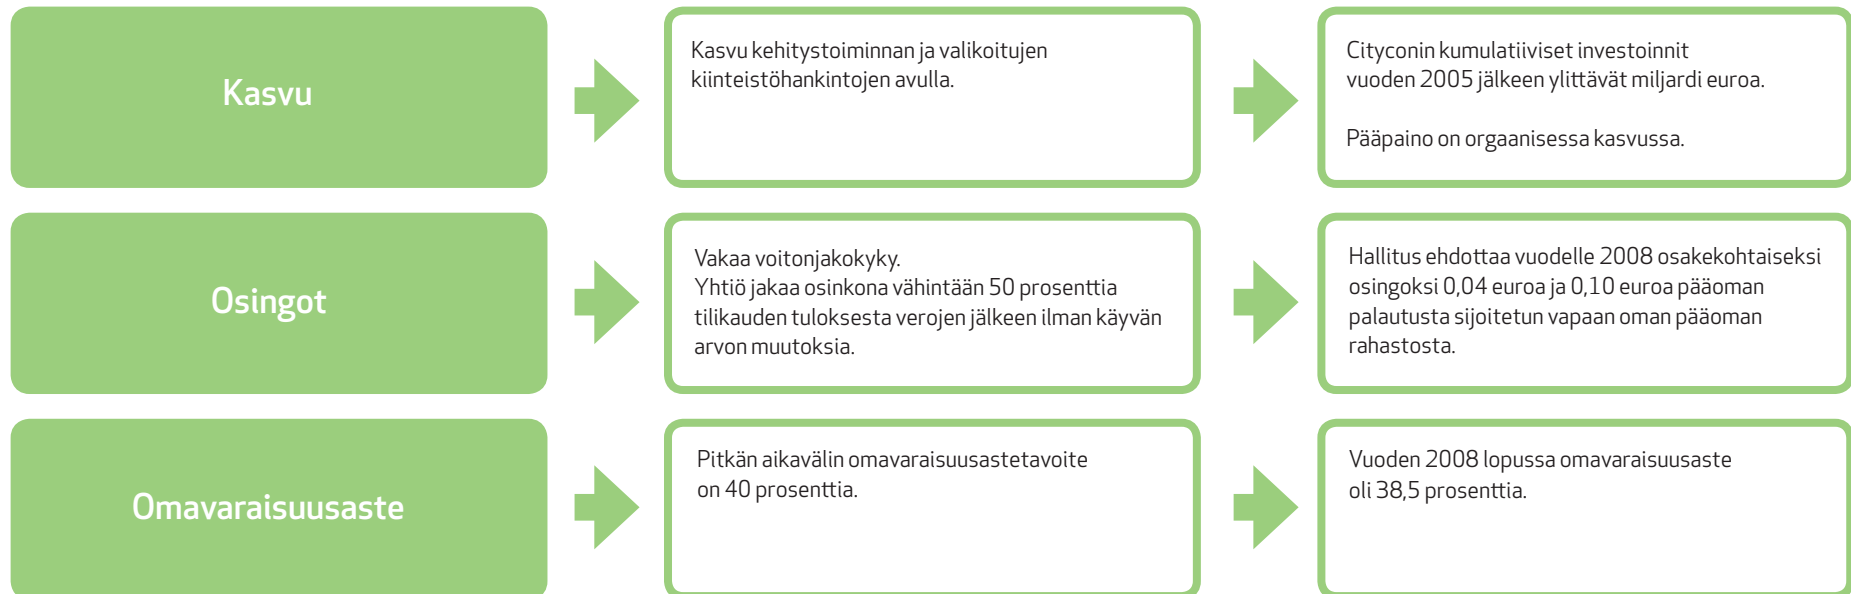 Kasvu
Kasvu kehitystoiminnan ja valikoitujen
kiinteistöhankintojen avulla.
Cityconin kumulatiiviset investoinnit
vuoden 2005 jälkeen ylittävät miljardi euroa.
Pääpaino on orgaanisessa kasvussa.
Osingot
Vakaa voitonjakokyky.
Yhtiö jakaa osinkona vähintään 50 prosenttia
tilikauden tuloksesta verojen jälkeen ilman käyvän
arvon muutoksia.
Hallitus ehdottaa vuodelle 2008 osakekohtaiseksi
osingoksi 0,04 euroa ja 0,10 euroa pääoman
palautusta sijoitetun vapaan oman pääoman
rahastosta.
Omavaraisuusaste
Pitkän aikavälin omavaraisuusastetavoite
on 40 prosenttia.
Vuoden 2008 lopussa omavaraisuusaste
oli 38,5 prosenttia.